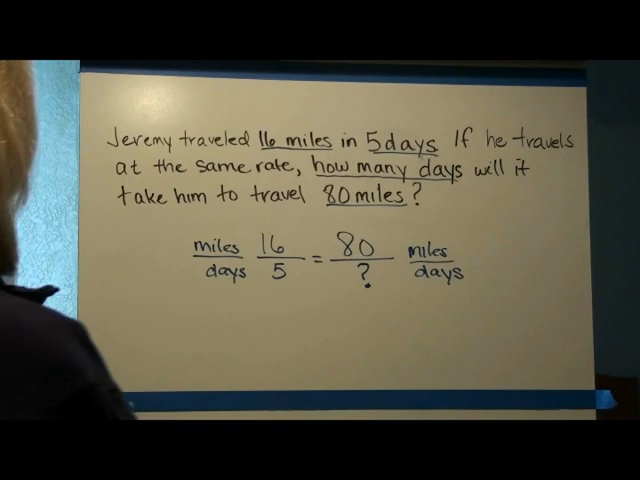 Jeremy traveled 16 miles in 5 days If he travels
at the same rate, how many days will it
take him to travel 80 miles?
miles 16 = 80 miles
days 5 ? days